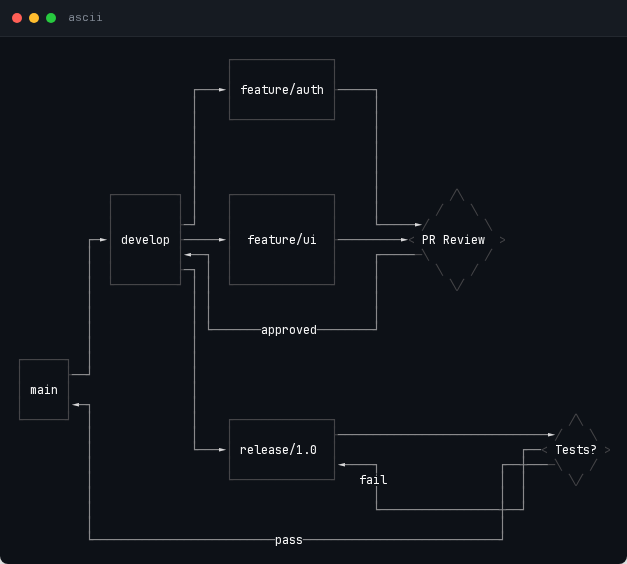 ascii
feature/auth
develop
feature/ui
PR Review
approved
main
release/1.0
Tests?
fail
pass